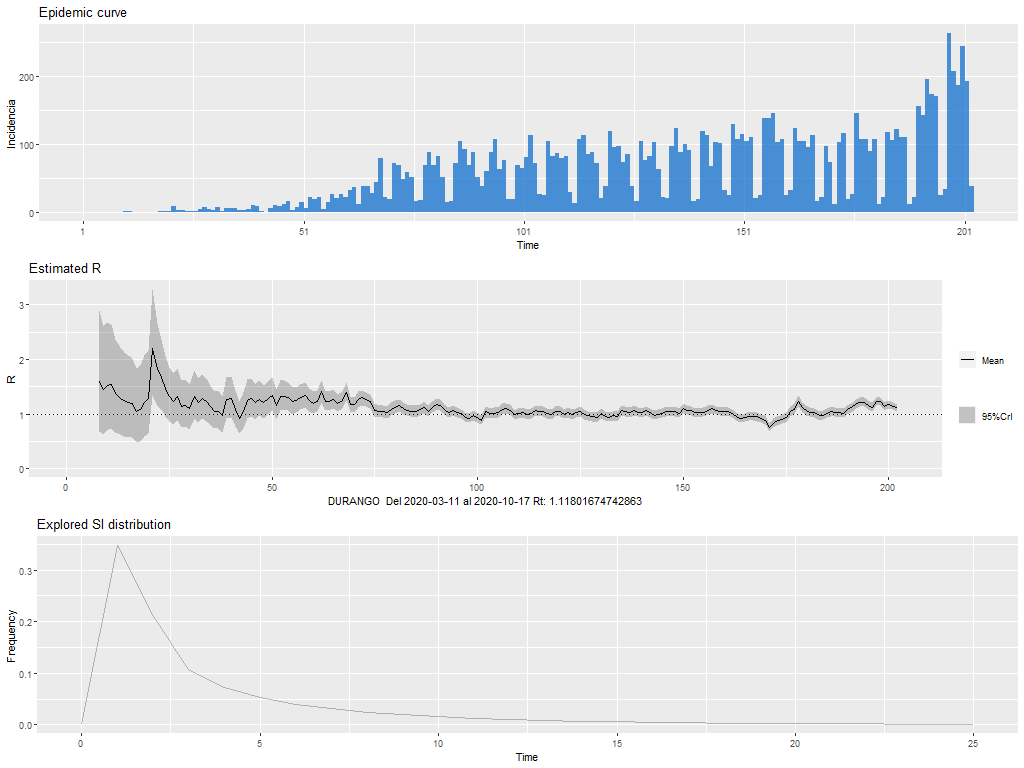 Epidemic curve
Incidencia
200
100
0
1
51
101
151
201
Time
Estimated R
R
3
2
1
0
0
50
100
150
200
Mean
95%CrI
DURANGO Del 2020-03-11 al 2020-10-17 Rt: 1.11801674742863
Explored SI distribution
Frequency
0.3
0.2
0.1
0.0
0
5
10
15
20
25
Time